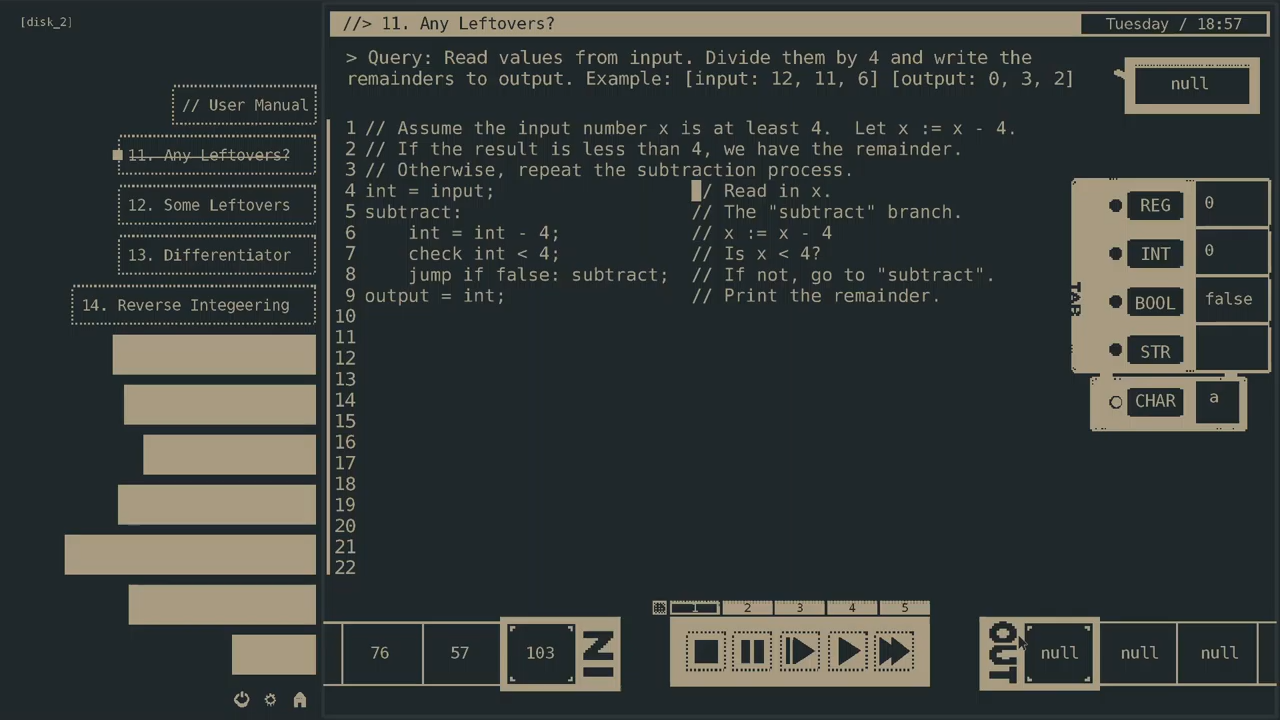 [disk_2]
//> 11. Any Leftovers?
Tuesday / 18:57
> Query: Read values from input. Divide them by 4 and write the
remainders to output. Example: [input: 12, 11, 6] [output: 0, 3, 2]
null
// User Manual
11. Any Leftovers?
12. Some Leftovers
13. Differentiator
14. Reverse Integeering
1 // Assume the input number x is at least 4.  Let x := x - 4.
2 // If the result is less than 4, we have the remainder.
3 // Otherwise, repeat the subtraction process.
4 int = input; // Read in x.
5 subtract: // The "subtract" branch.
6 int = int - 4; // x := x - 4
7 check int < 4; // Is x < 4?
8 jump if false: subtract; // If not, go to "subtract".
9 output = int; // Print the remainder.
10
11
12
13
14
15
16
17
18
19
20
21
22
TAB
REG 0
INT 0
BOOL false
STR
CHAR a
1 2 3 4 5
76 57 103 IN
OUT null null null